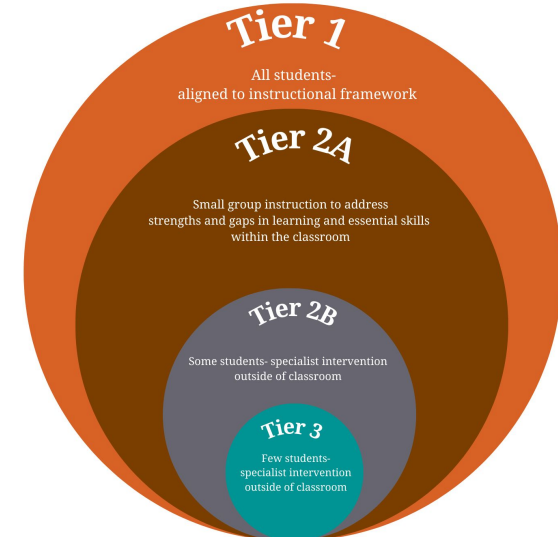 Tier 1
All students-
aligned to instructional framework
Tier 2A
Small group instruction to address
strengths and gaps in learning and essential skills
within the classroom
Tier 2B
Some students- specialist intervention
outside of classroom
Tier 3
Few students-
specialist intervention
outside of classroom